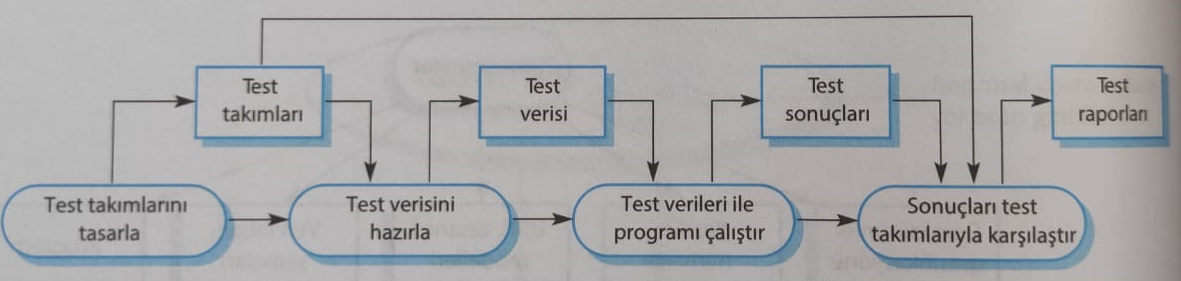 Test
takımları
Test
verisi
Test
sonuçları
Test
raporları
Test takımlarını
tasarla
Test verisini
hazırla
Test verileri ile
programı çalıştır
Sonuçları test
takımlarıyla karşılaştır